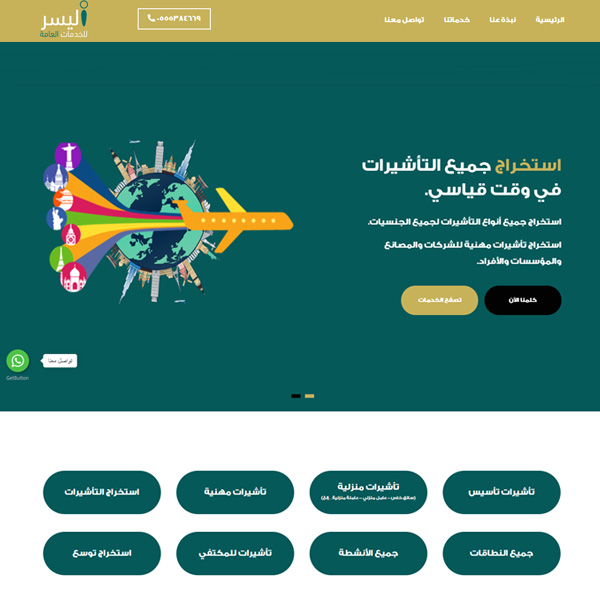 أليسر
للخدمات العامة
٠٥٥٥٣٨٤٦٦٩
الرئيسية نبذة عنا خدماتنا تواصل معنا
استخراج جميع التأشيرات
في وقت قياسي.
استخراج جميع أنواع التأشيرات لجميع الجنسيات.
استخراج تأشيرات مهنية للشركات والمصانع
والمؤسسات والأفراد.
كلمنا الآن تصفح الخدمات
تواصل معنا
GetButton
تأشيرات تأسيس
تأشيرات منزلية
(سائق خاص - عامل منزلي - عاملة منزلية .. إلخ)
تأشيرات مهنية
استخراج التأشيرات
جميع النطاقات
جميع الأنشطة
تأشيرات للمكتفي
استخراج توسع